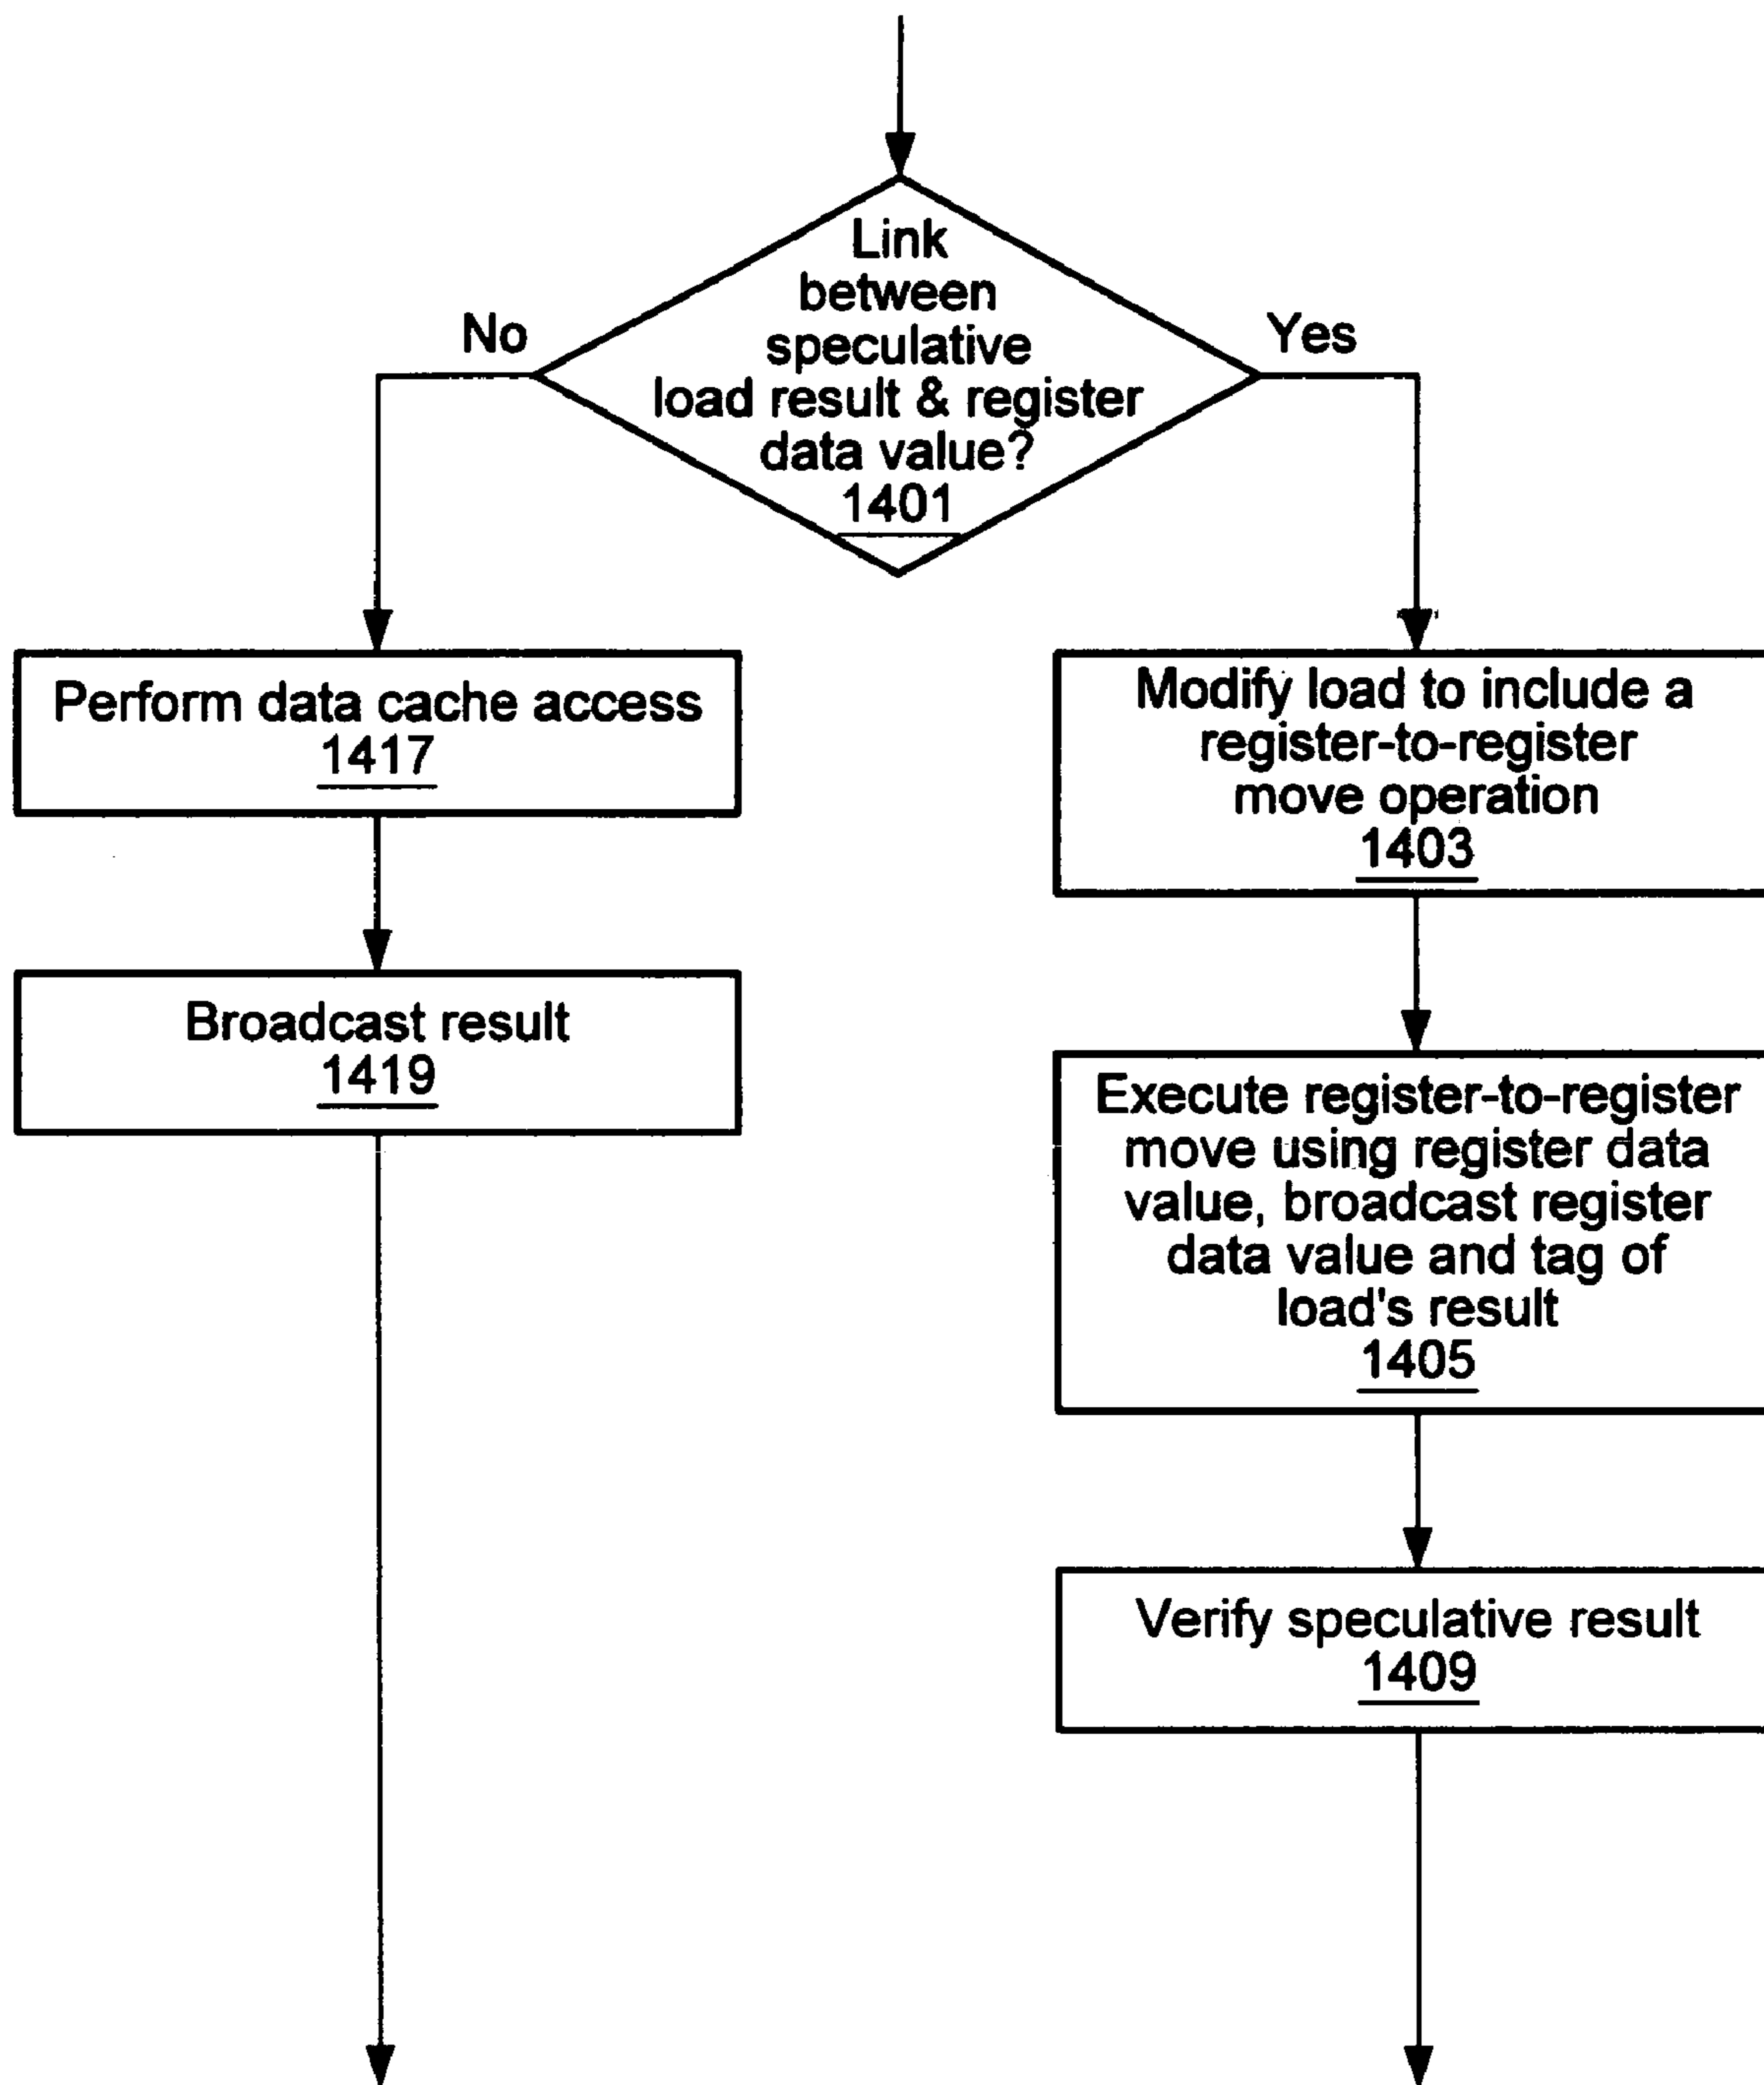 Link
between
speculative
load result & register
data value?
1401
No
Yes
Perform data cache access
1417
Broadcast result
1419
Modify load to include a
register-to-register
move operation
1403
Execute register-to-register
move using register data
value, broadcast register
data value and tag of
load's result
1405
Verify speculative result
1409